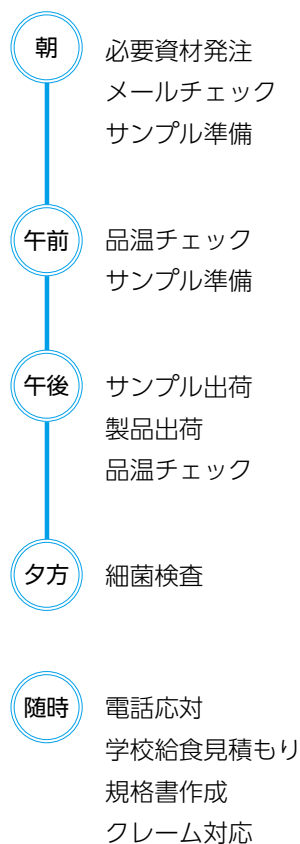 朝
必要資材発注
メールチェック
サンプル準備
午前
品温チェック
サンプル準備
午後
サンプル出荷
製品出荷
品温チェック
夕方
細菌検査
随時
電話応対
学校給食見積もり
規格書作成
クレーム対応